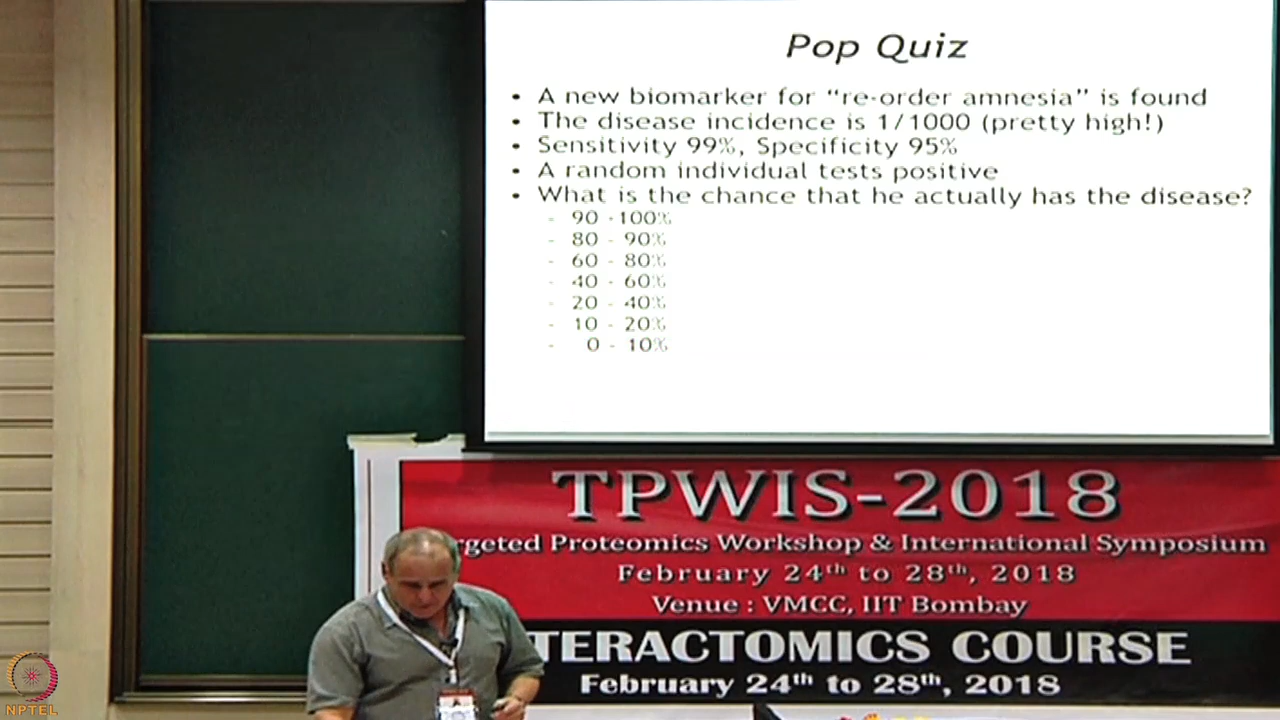 Pop Quiz
• A new biomarker for “re-order amnesia” is found
• The disease incidence is 1/1000 (pretty high!)
• Sensitivity 99%, Specificity 95%
• A random individual tests positive
• What is the chance that he actually has the disease?
- 90 -100%
- 80 - 90%
- 60 - 80%
- 40 - 60%
- 20 - 40%
- 10 - 20%
- 0 - 10%
TPWIS-2018
rgeted Proteomics Workshop & International Symposium
February 24th to 28th, 2018
Venue : VMCC, IIT Bombay
TERACTOMICS COURSE
February 24th to 28th, 2018
NPTEL